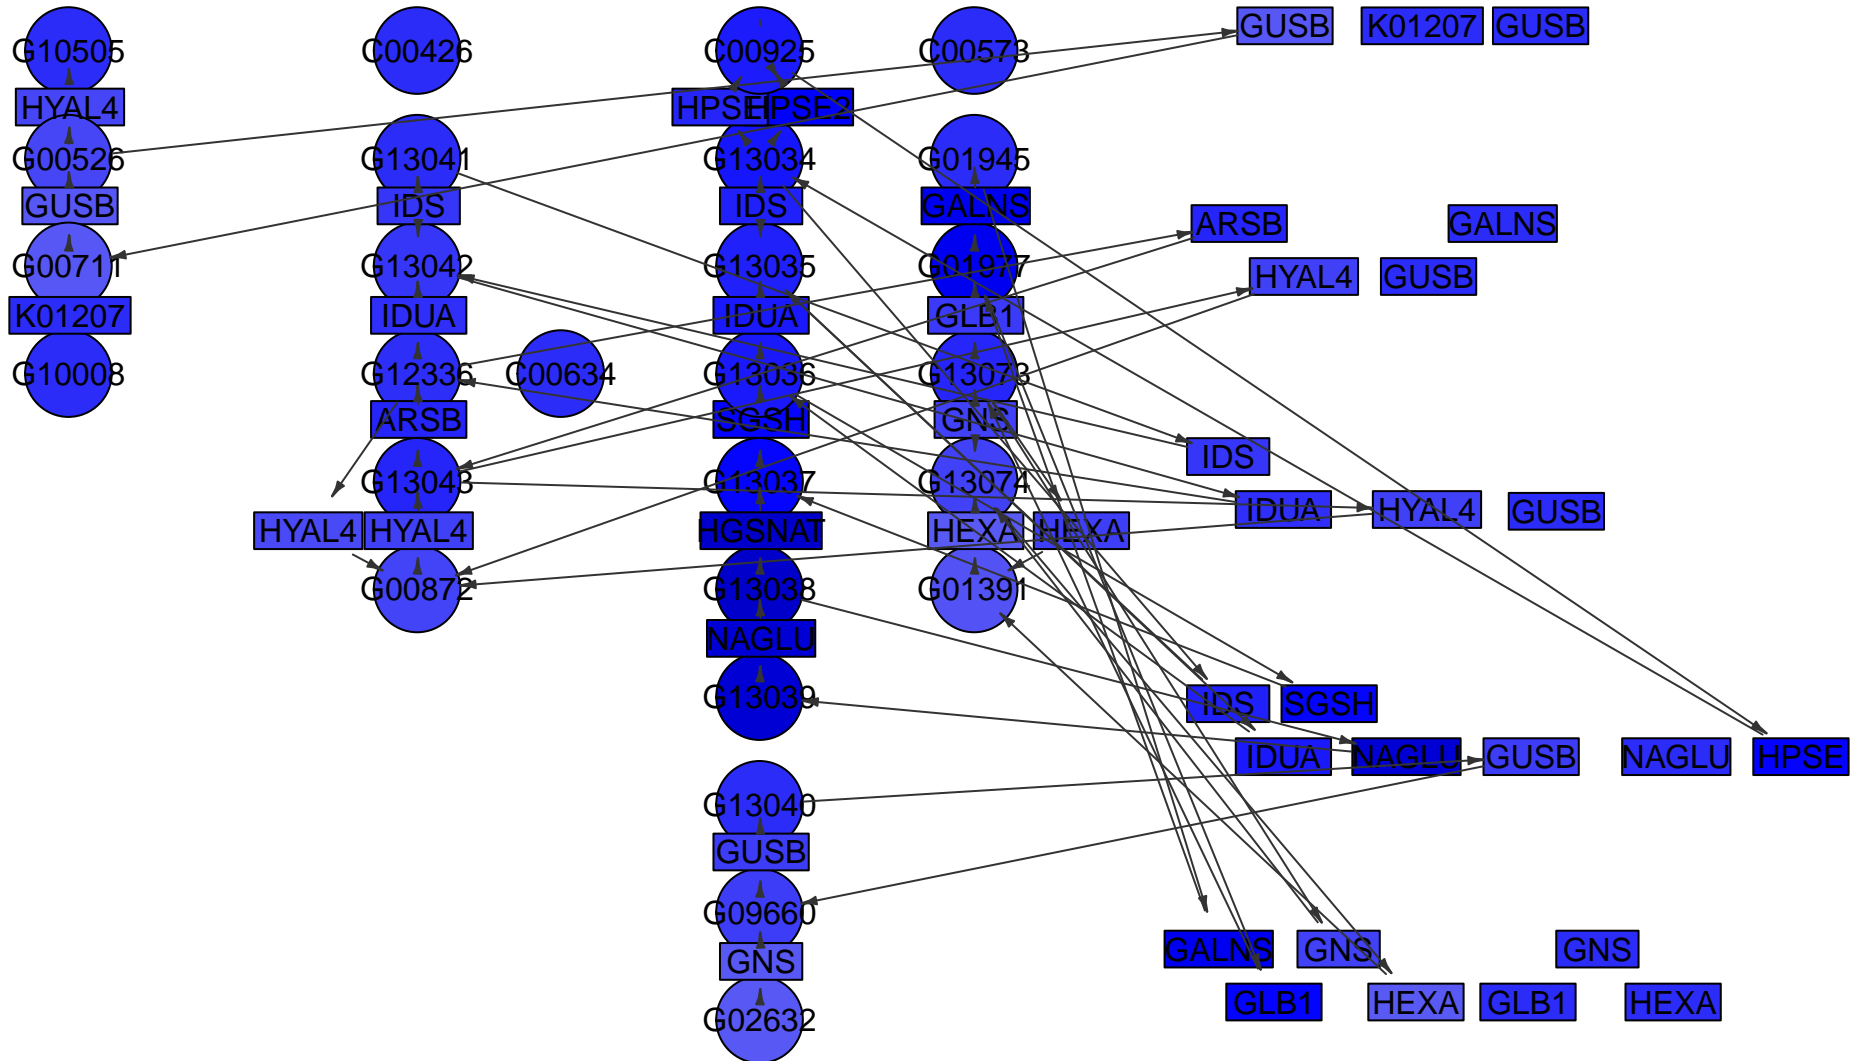 G10505
C00426
C00925
C00573
GUSB
K01207
GUSB
HYAL4
HPSE
HPSE2
G00526
G13041
G13034
G01945
GUSB
IDS
IDS
GALNS
ARSB
GALNS
G00711
G13042
G13035
G01977
HYAL4
GUSB
K01207
IDUA
IDUA
GLB1
G10008
G12336
C00634
G13036
G13073
ARSB
SGSH
GNS
IDS
G13043
G13037
G13074
IDUA
HYAL4
GUSB
HYAL4
HYAL4
HGSNAT
HEXA
HEXA
G00872
G13038
G01391
NAGLU
G13039
IDS
SGSH
IDUA
NAGLU
GUSB
NAGLU
HPSE
G13040
GUSB
G09660
GALNS
GNS
GNS
GNS
GLB1
HEXA
GLB1
HEXA
G02632